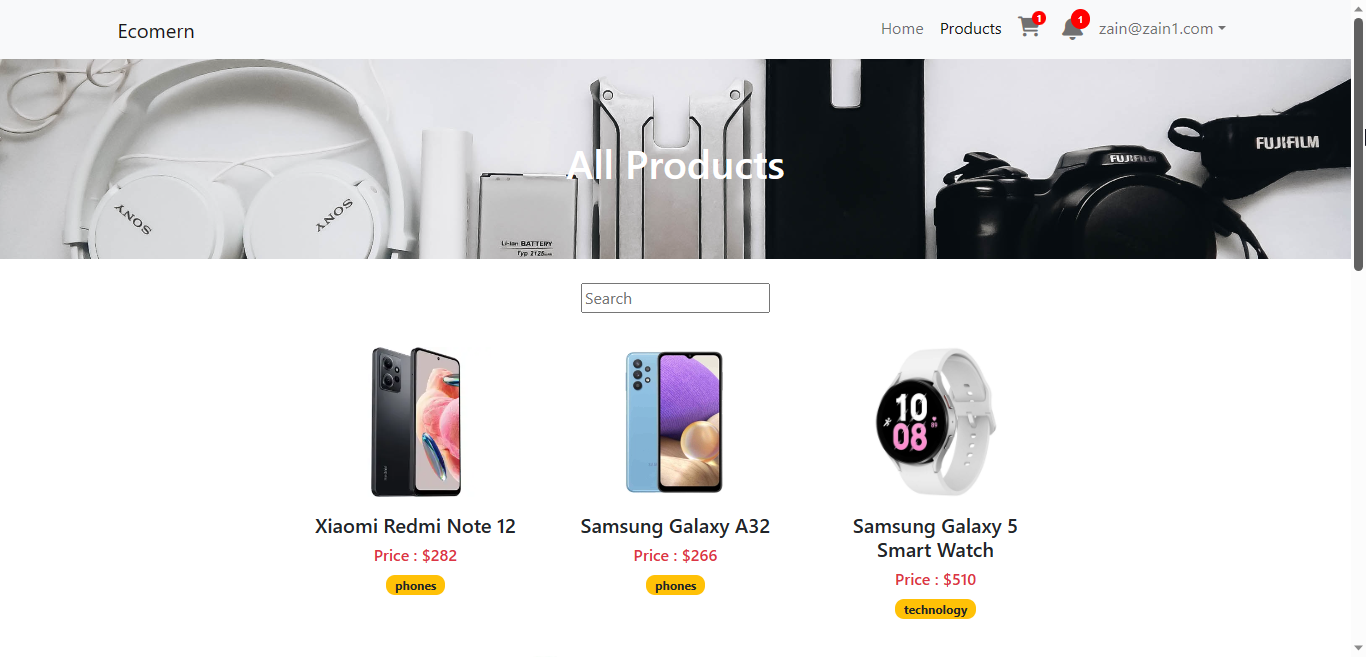 Ecomern
Home Products 1 1 zain@zain1.com
SONY SONY
Li-Ion BATTERY
FUJIFILM
FUJIFILM
All Products
Search
10
08
Xiaomi Redmi Note 12
Price : $282
phones
Samsung Galaxy A32
Price : $266
phones
Samsung Galaxy 5
Smart Watch
Price : $510
technology